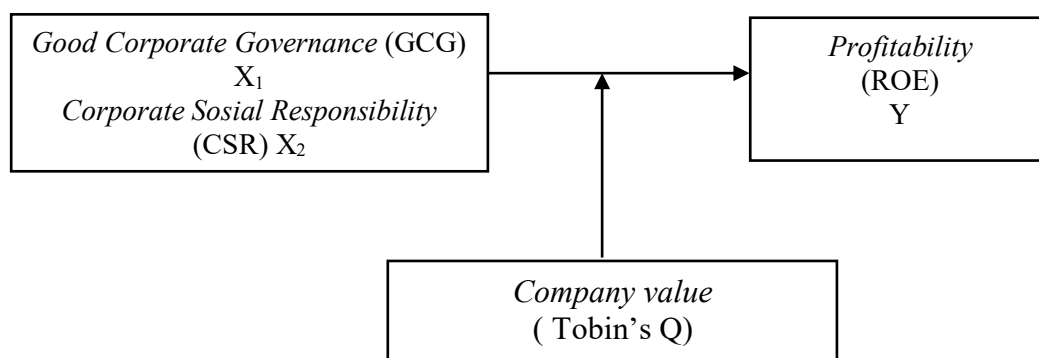 Good Corporate Governance (GCG)
X₁
Corporate Sosial Responsibility
(CSR) X₂
Profitability
(ROE)
Y
Company value
( Tobin’s Q)